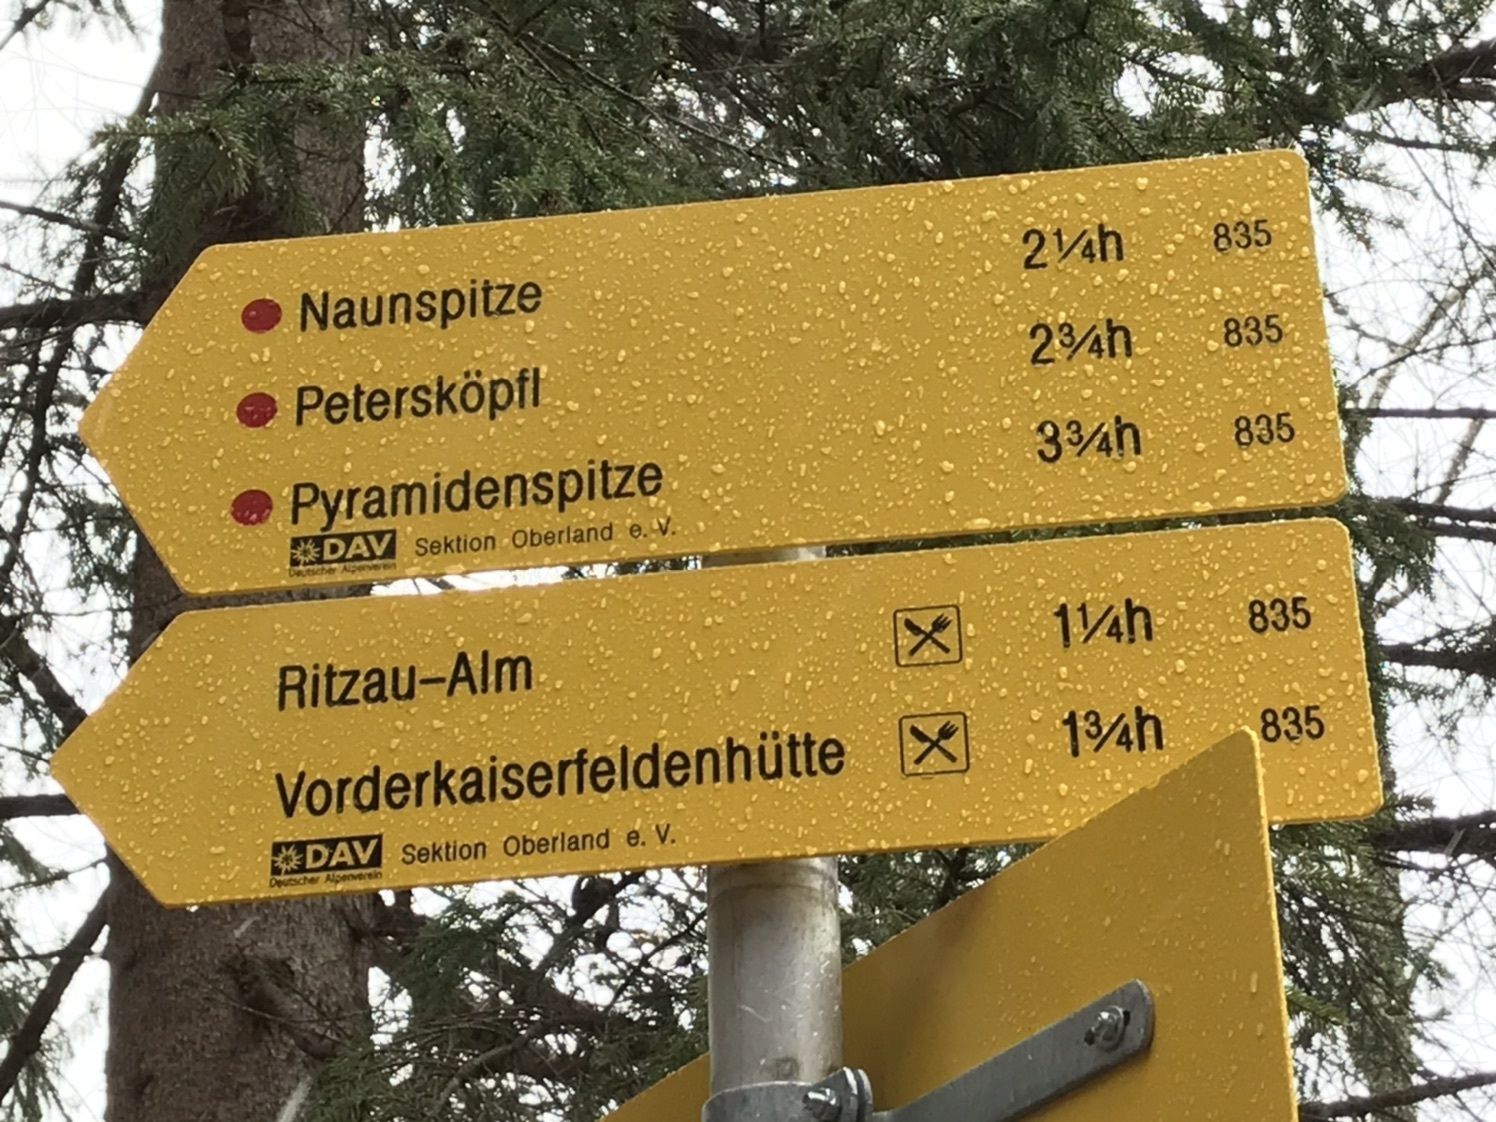 Naunspitze 2¼h 835
Petersköpfl 2¾h 835
Pyramidenspitze 3¾h 835
DAV Sektion Oberland e. V.
Deutscher Alpenverein
Ritzau-Alm 1¼h 835
Vorderkaiserfeldenhütte 1¾h 835
DAV Sektion Oberland e. V.
Deutscher Alpenverein